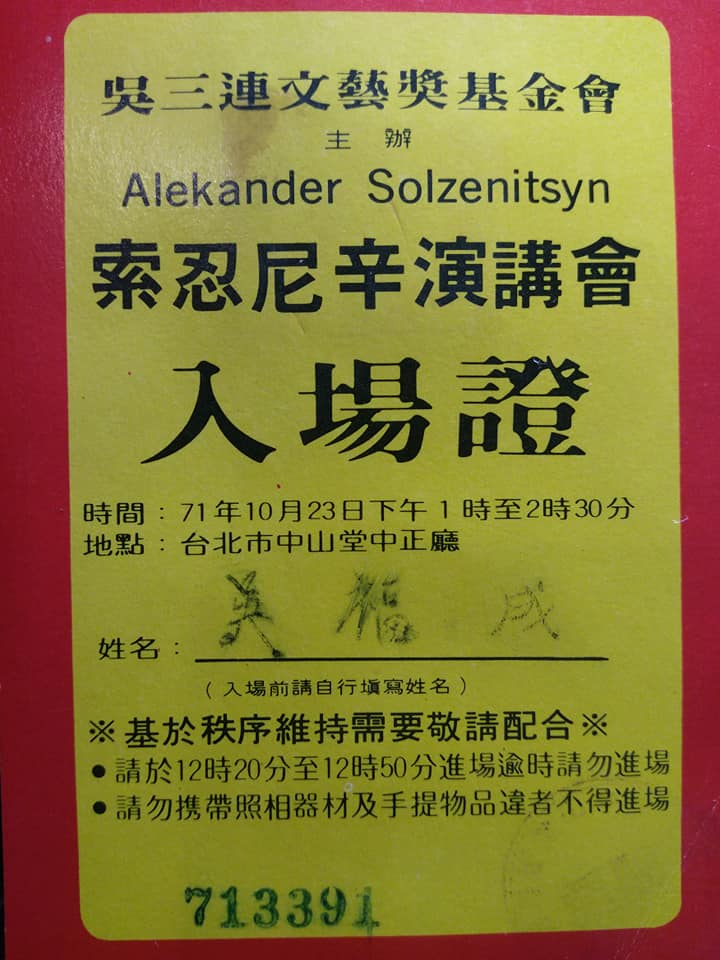 吳三連文藝獎基金會
主辦
Alekander Solzenitsyn
索忍尼辛演講會
入場證
時間：71年10月23日下午1時至2時30分
地點：台北市中山堂中正廳
姓名：吳福成
（入場前請自行填寫姓名）
※基於秩序維持需要敬請配合※
●請於12時20分至12時50分進場逾時請勿進場
●請勿携帶照相器材及手提物品違者不得進場
713391